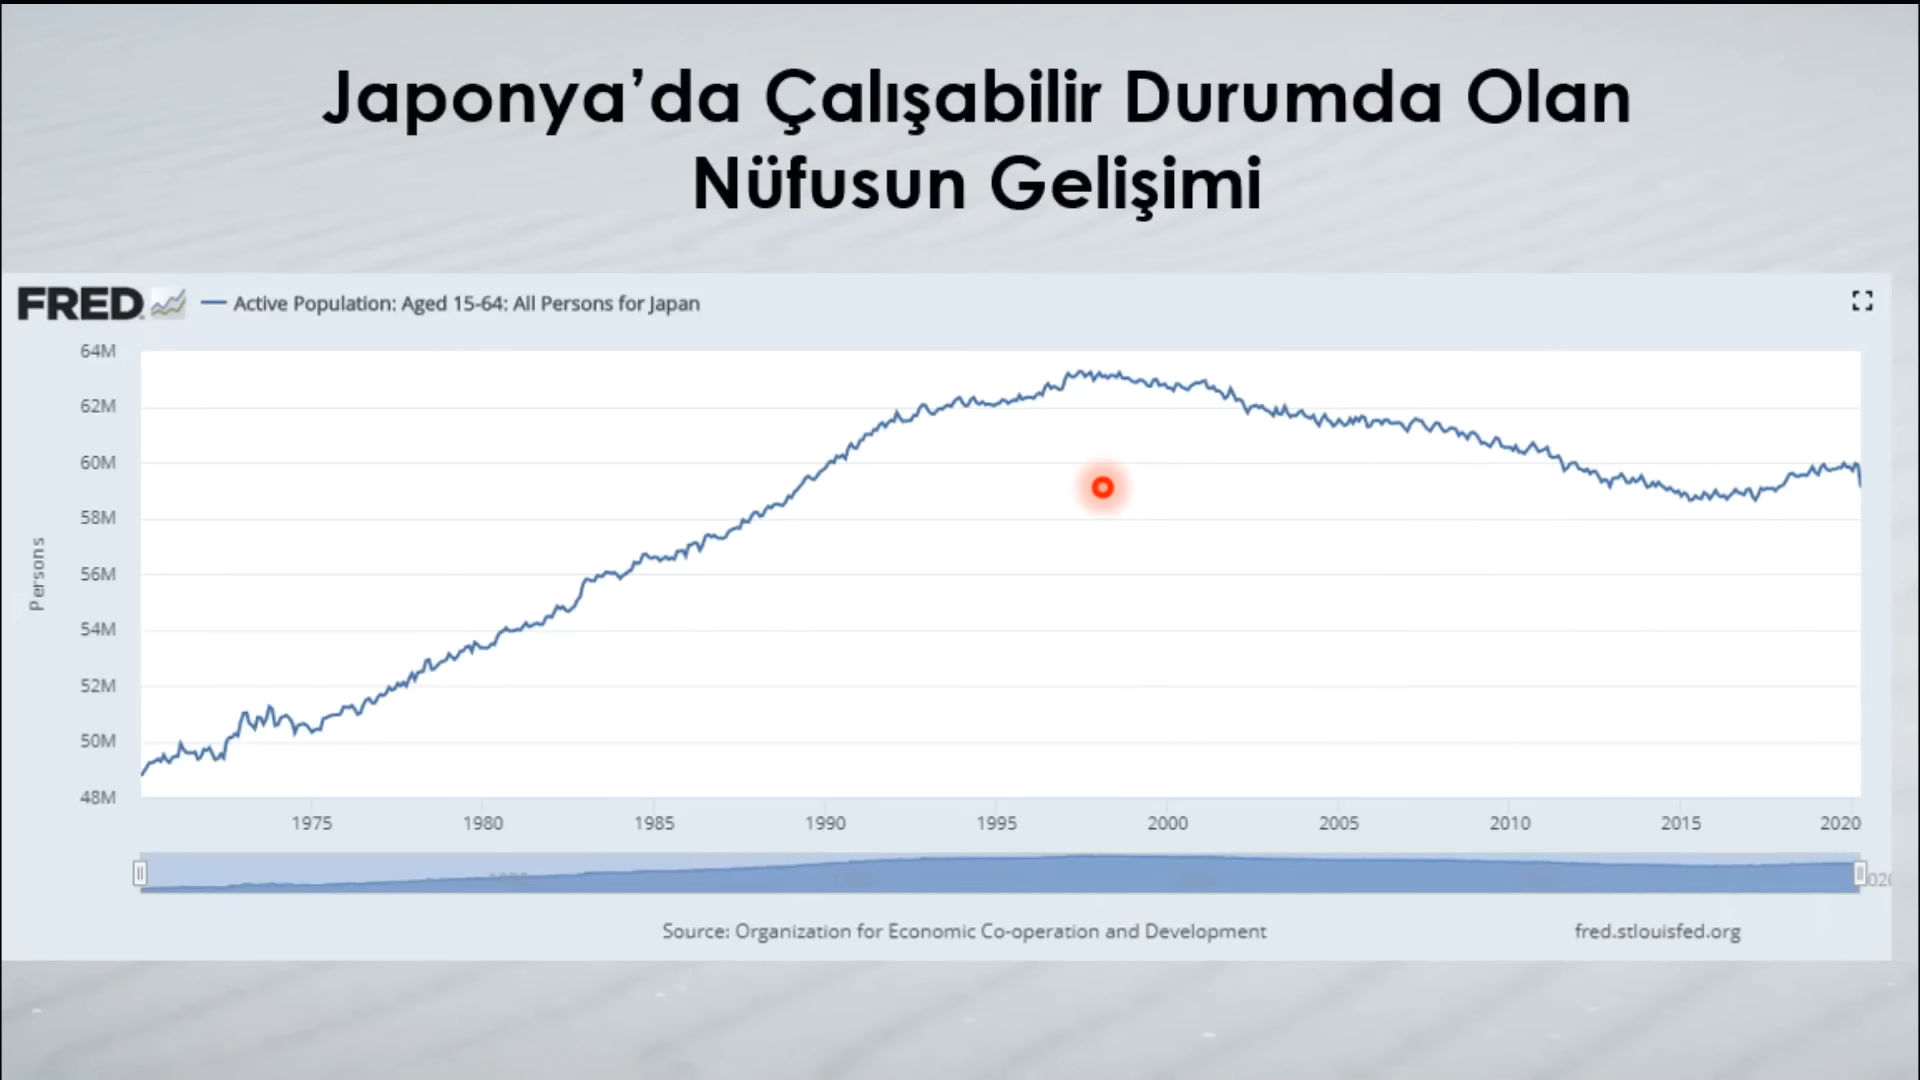 Japonya’da Çalışabilir Durumda Olan
Nüfusun Gelişimi
FRED
Active Population: Aged 15-64: All Persons for Japan
64M
62M
60M
58M
56M
54M
52M
50M
48M
Persons
1975 1980 1985 1990 1995 2000 2005 2010 2015 2020
Source: Organization for Economic Co-operation and Development
fred.stlouisfed.org